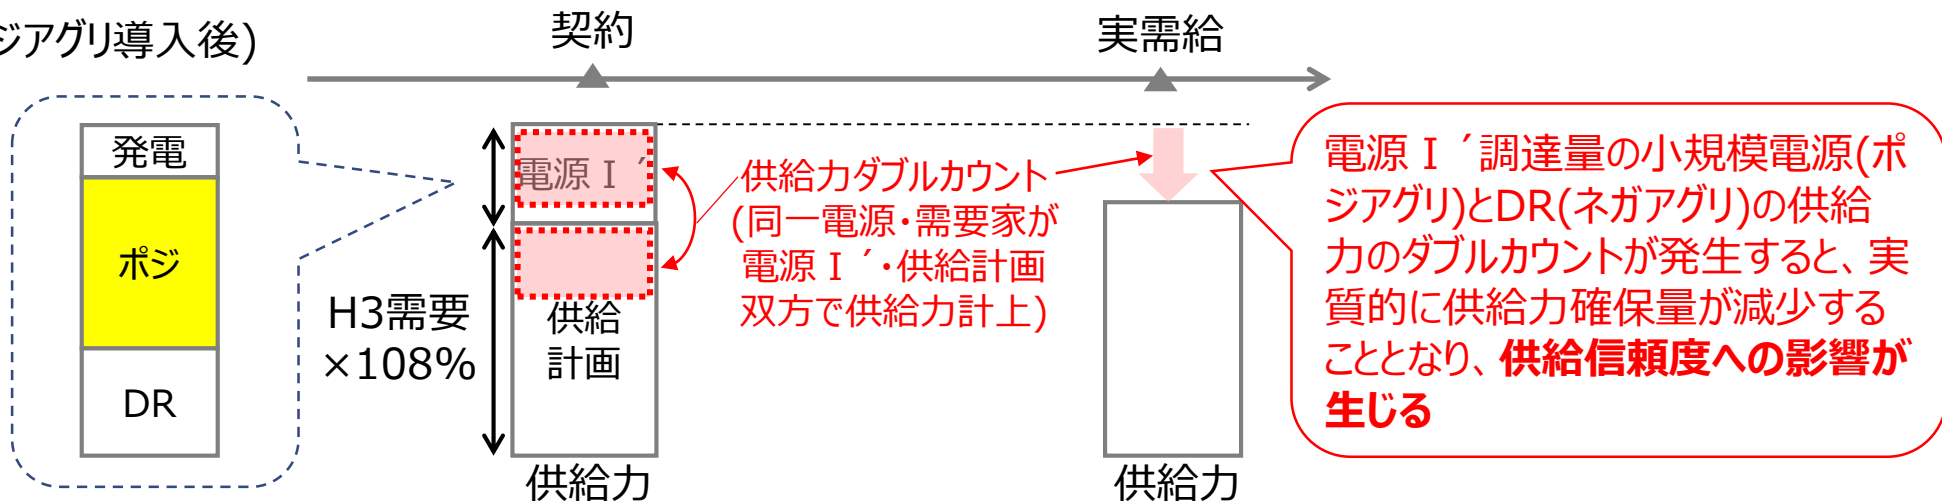 ジアグリ導入後)
契約
実需給
発電
ポジ
DR
電源Ⅰ´
H3需要
×108%
供給
計画
供給力
供給力ダブルカウント
(同一電源・需要家が
電源Ⅰ´・供給計画
双方で供給力計上)
供給力
電源Ⅰ´調達量の小規模電源(ポ
ジアグリ)とDR(ネガアグリ)の供給
力のダブルカウントが発生すると、実
質的に供給力確保量が減少する
こととなり、供給信頼度への影響が
生じる